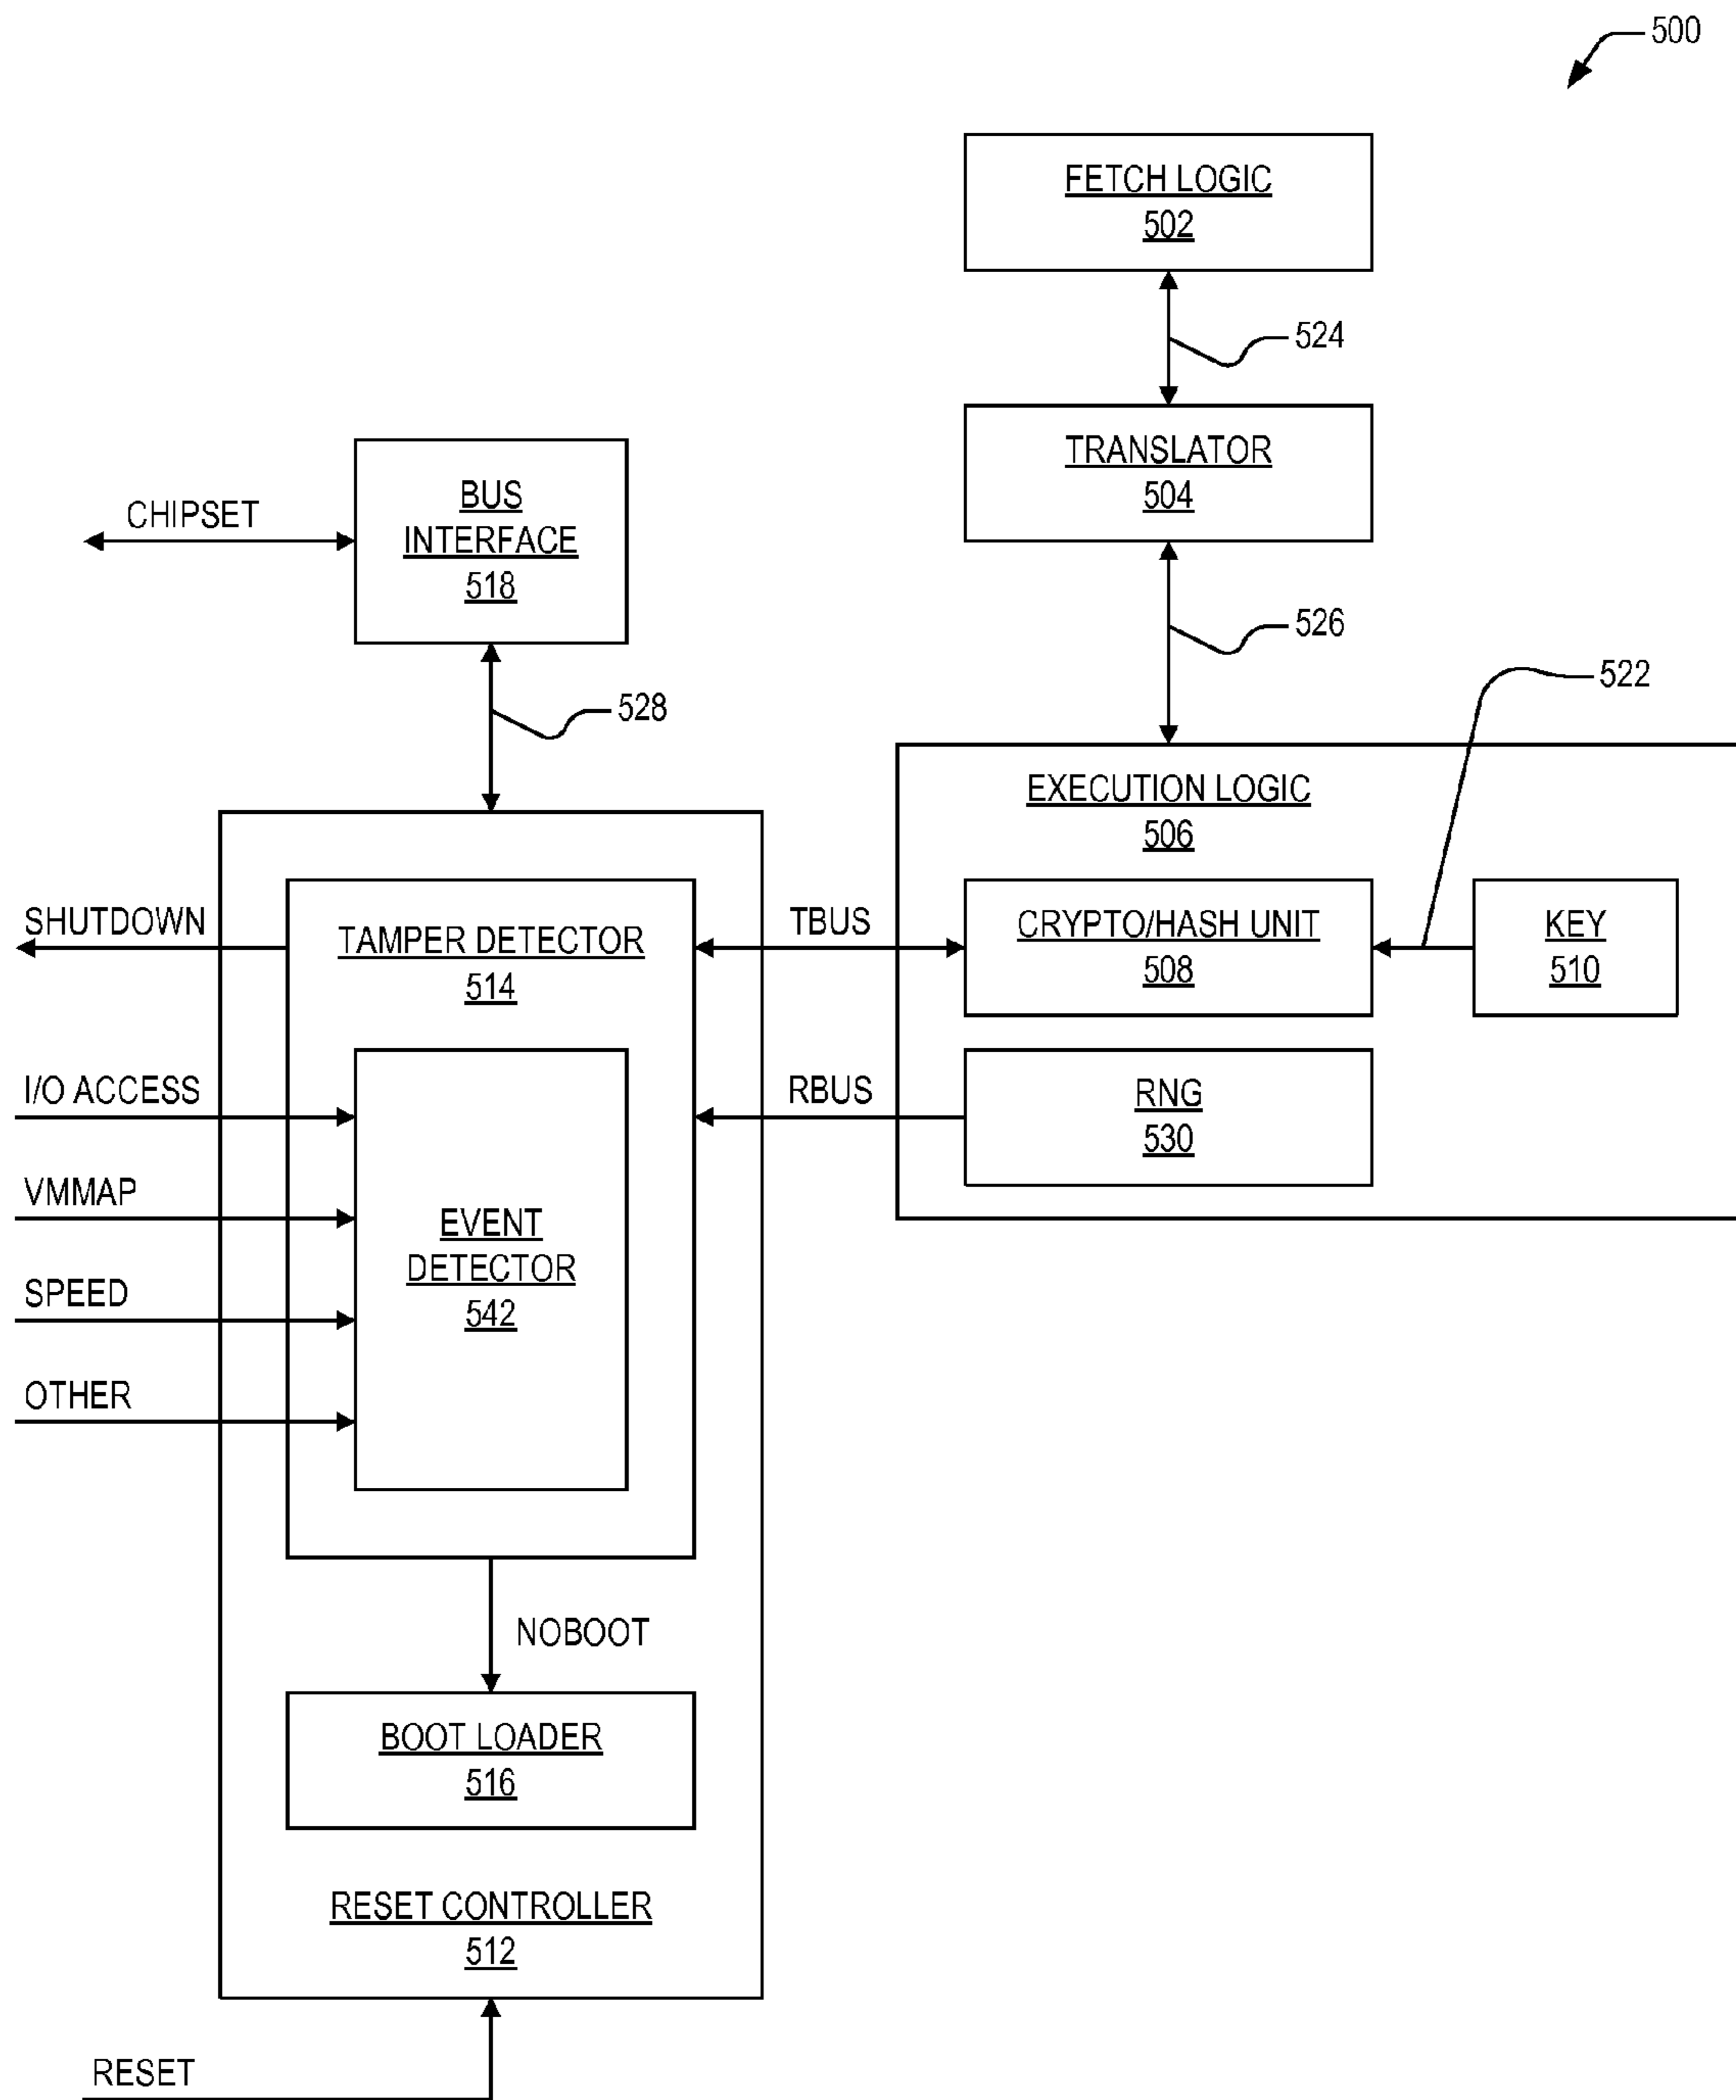 500
FETCH LOGIC
502
524
TRANSLATOR
504
BUS
INTERFACE
518
CHIPSET
526
522
528
EXECUTION LOGIC
506
SHUTDOWN
TAMPER DETECTOR
514
TBUS
CRYPTO/HASH UNIT
508
KEY
510
I/O ACCESS
RBUS
RNG
530
VMMAP
EVENT
DETECTOR
542
SPEED
OTHER
NOBOOT
BOOT LOADER
516
RESET CONTROLLER
512
RESET